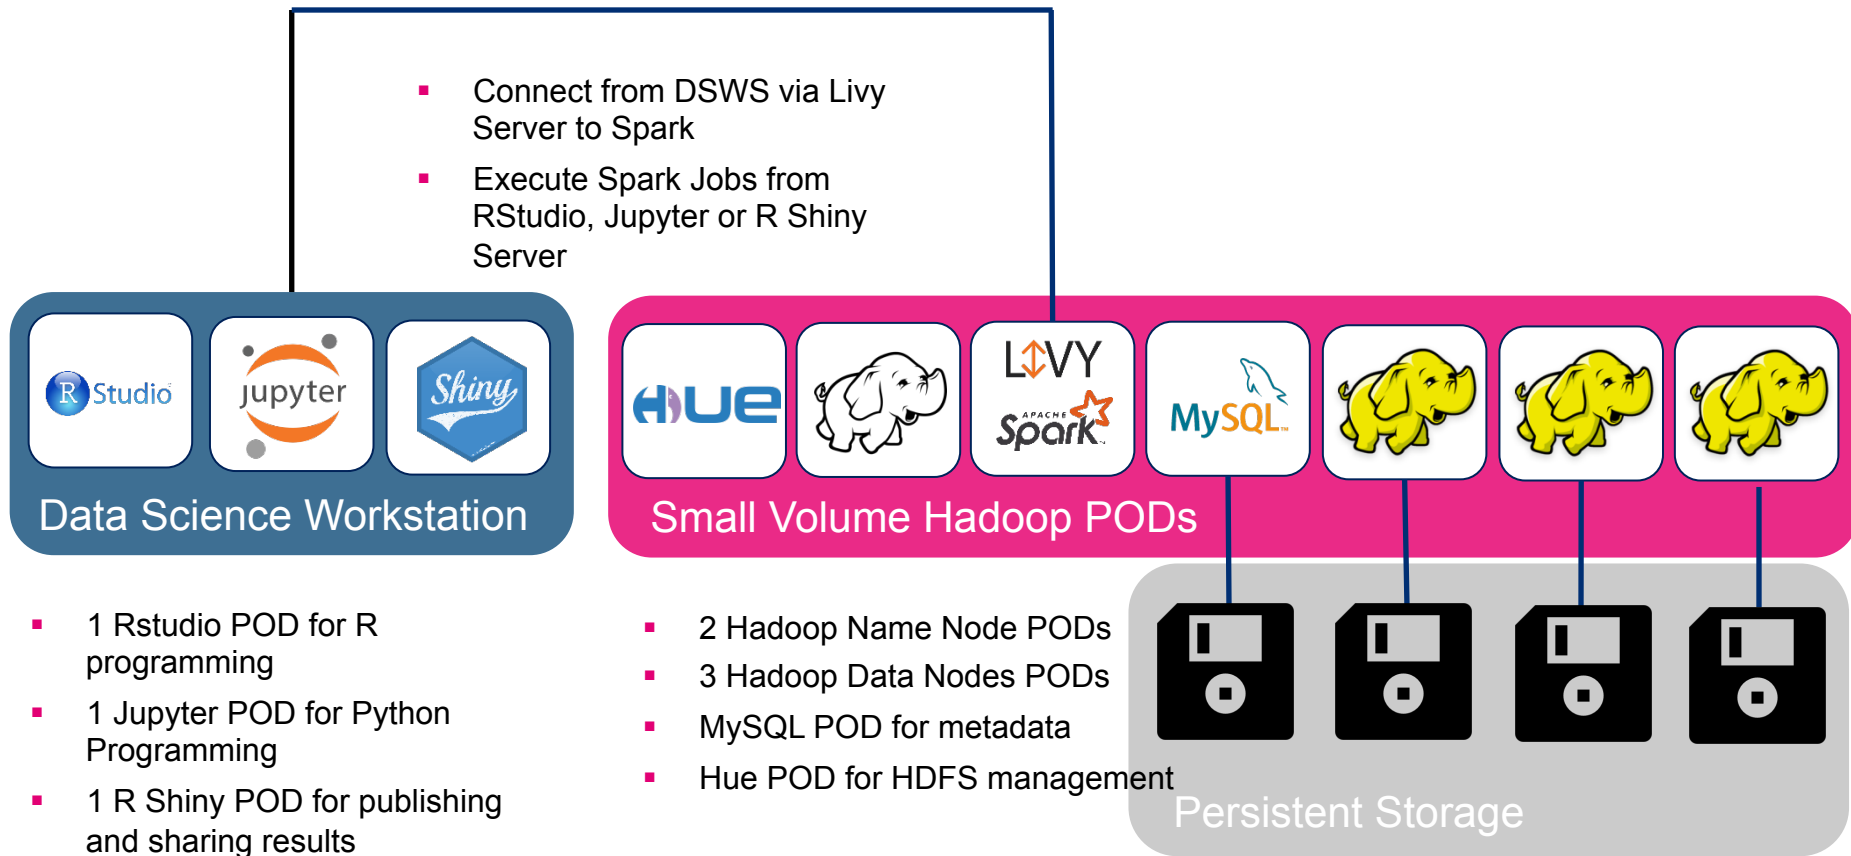 Connect from DSWS via Livy
Server to Spark
Execute Spark Jobs from
RStudio, Jupyter or R Shiny
Server
R Studio
jupyter
Shiny
HUE
LIVY
APACHE
Spark
MySQL
Data Science Workstation
Small Volume Hadoop PODs
1 Rstudio POD for R
programming
1 Jupyter POD for Python
Programming
1 R Shiny POD for publishing
and sharing results
2 Hadoop Name Node PODs
3 Hadoop Data Nodes PODs
MySQL POD for metadata
Hue POD for HDFS management
Persistent Storage